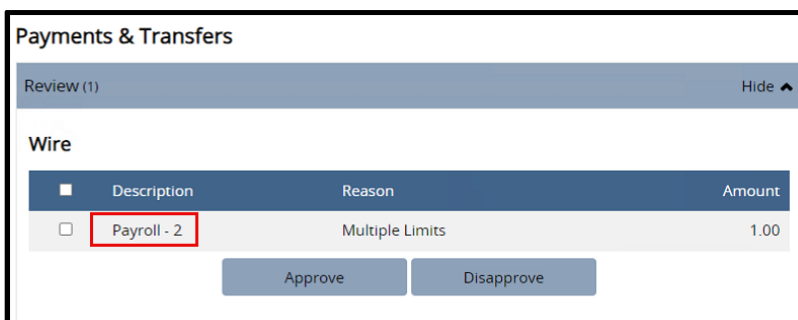 Payments & Transfers
Review (1) Hide
Wire
Description Reason Amount
Payroll - 2 Multiple Limits 1.00
Approve Disapprove